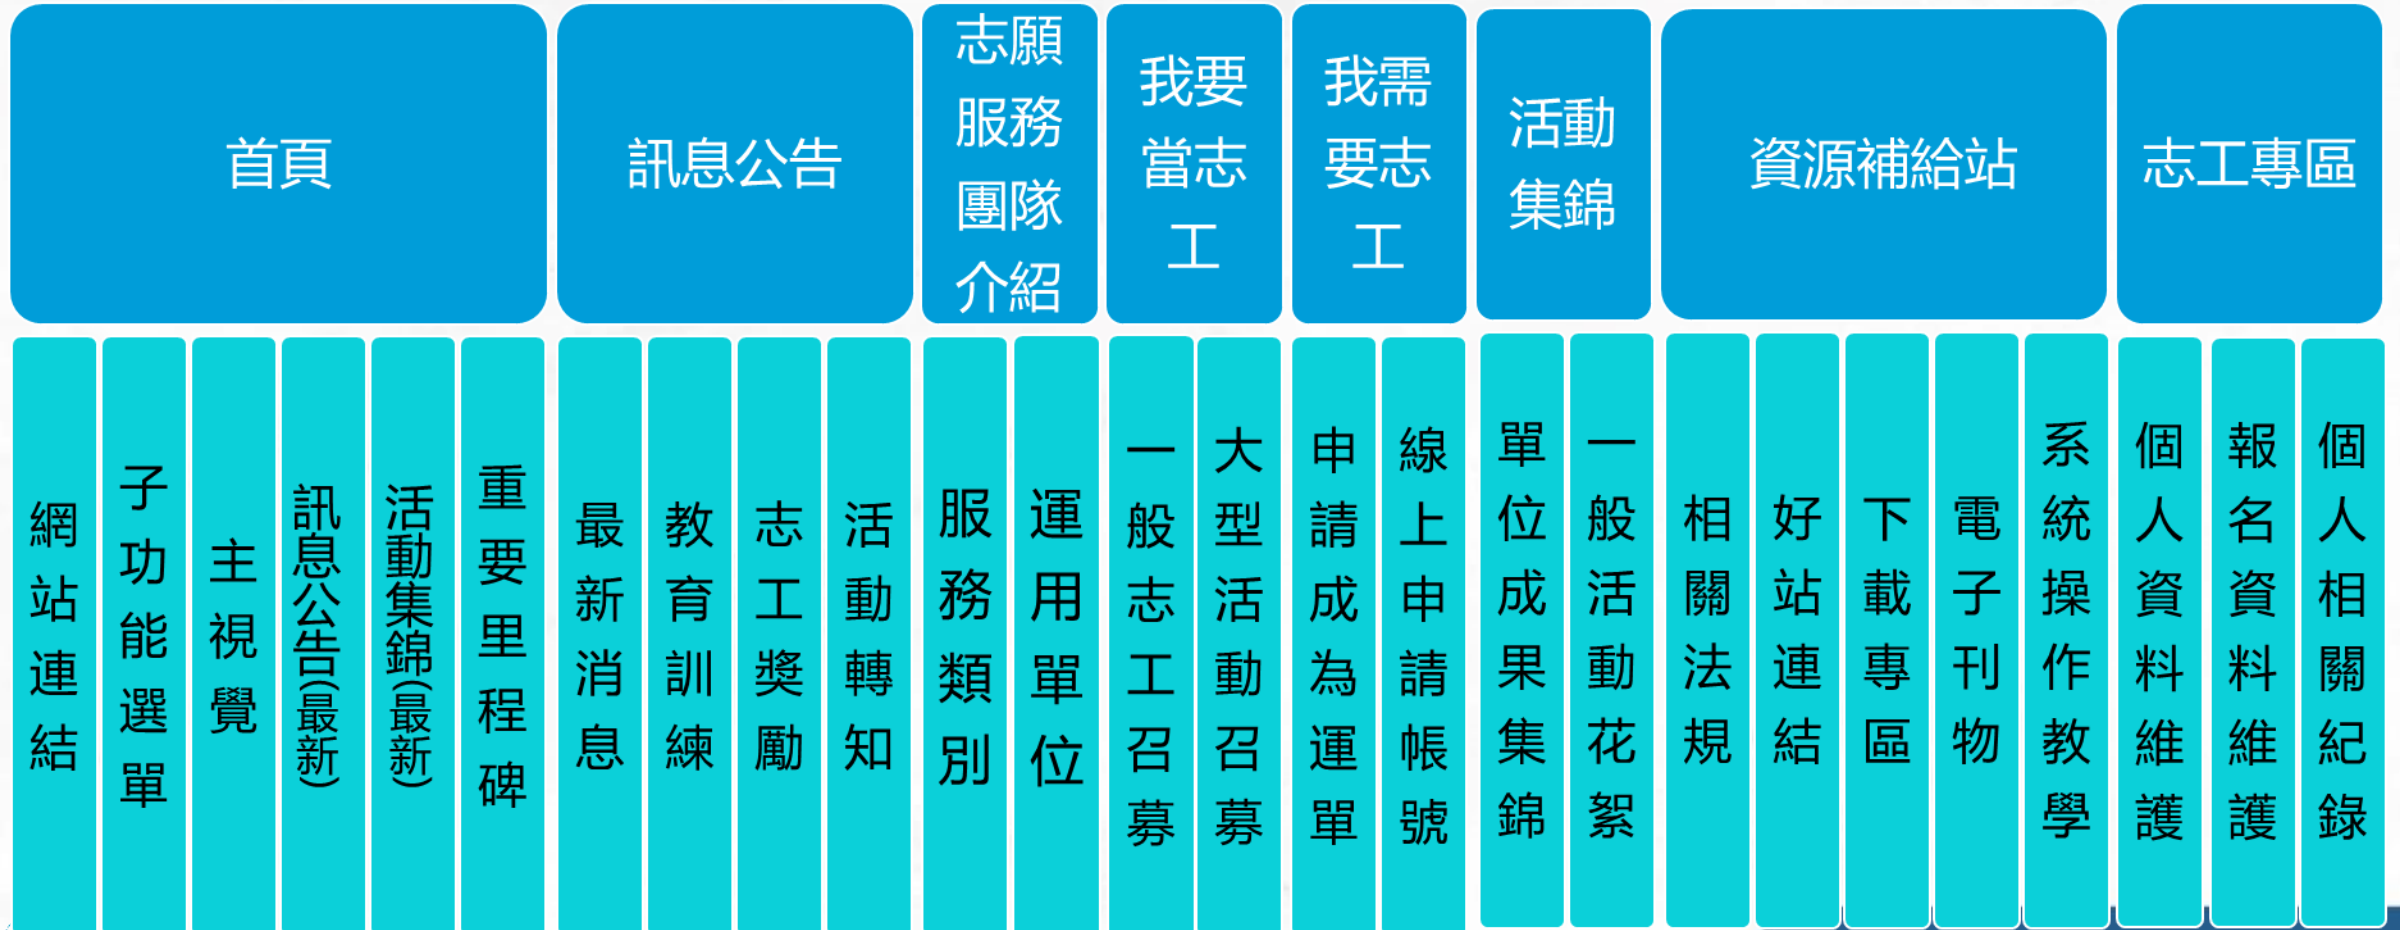 首頁
訊息公告
志願
服務
團隊
介紹
我要
當志
工
我需
要志
工
活動
集錦
資源補給站
志工專區
網站連結
子功能選單
主視覺
訊息公告(最新)
活動集錦(最新)
重要里程碑
最新消息
教育訓練
志工獎勵
活動轉知
服務類別
運用單位
一般志工召募
大型活動召募
申請成為運單
線上申請帳號
單位成果集錦
一般活動花絮
相關法規
好站連結
下載專區
電子刊物
系統操作教學
個人資料維護
報名資料維護
個人相關紀錄